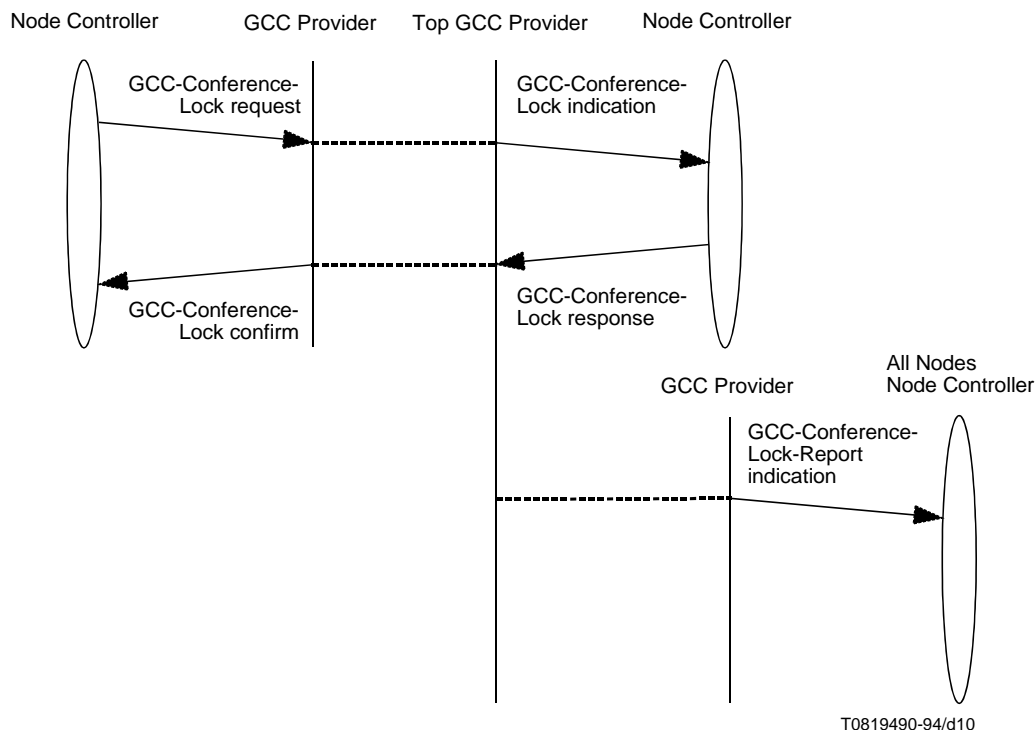 Node Controller
GCC Provider
Top GCC Provider
Node Controller
GCC-Conference-
Lock request
GCC-Conference-
Lock indication
GCC-Conference-
Lock confirm
GCC-Conference-
Lock response
All Nodes
Node Controller
GCC Provider
GCC-Conference-
Lock-Report
indication
T0819490-94/d10